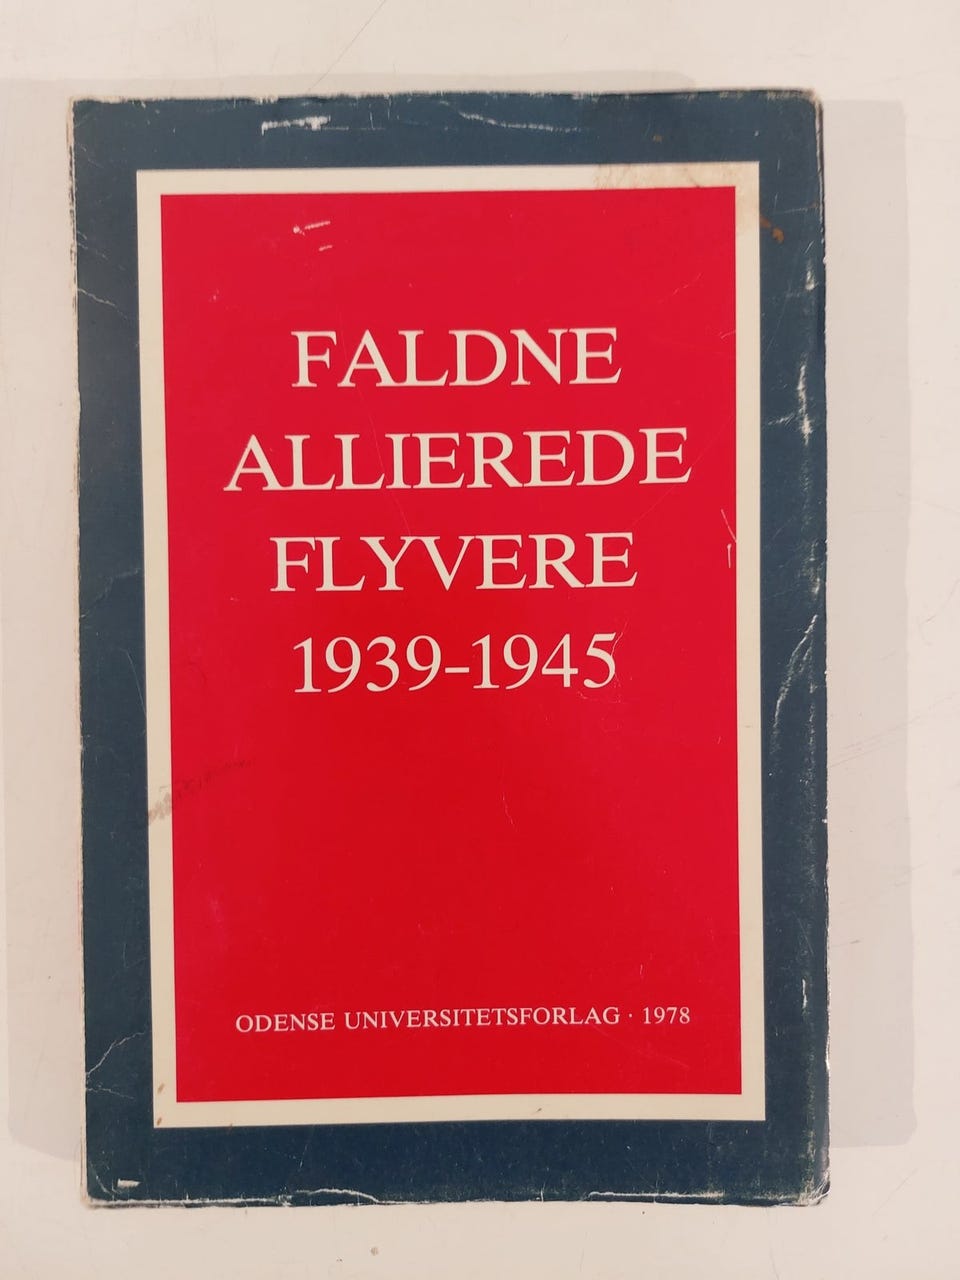 FALDNE
ALLIEREDE
FLYVERE
1939-1945
ODENSE UNIVERSITETSFORLAG · 1978